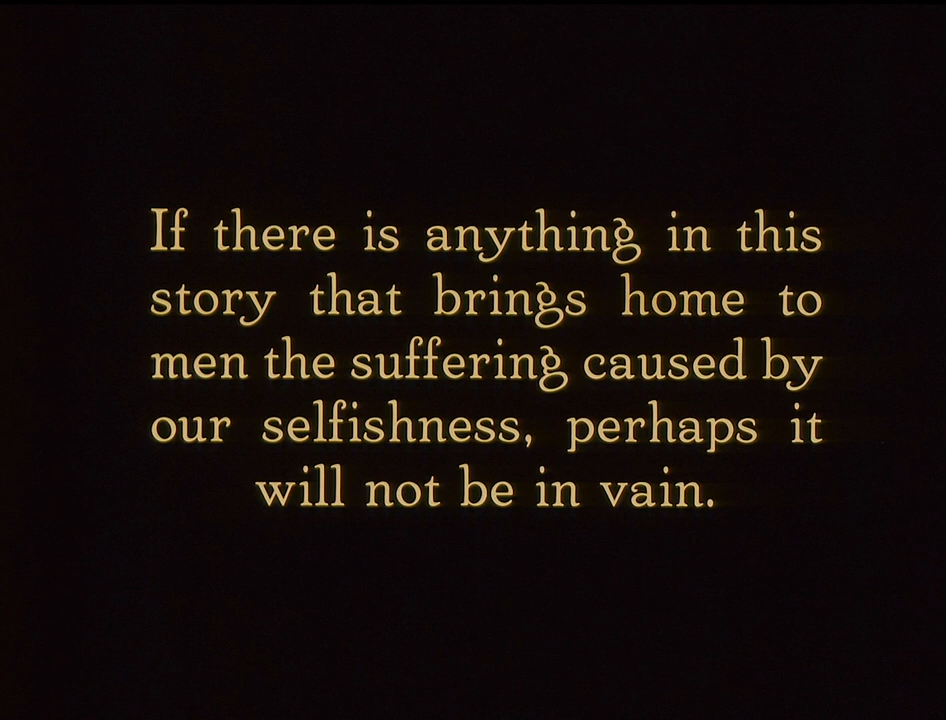 If there is anything in this
story that brings home to
men the suffering caused by
our selfishness, perhaps it
will not be in vain.